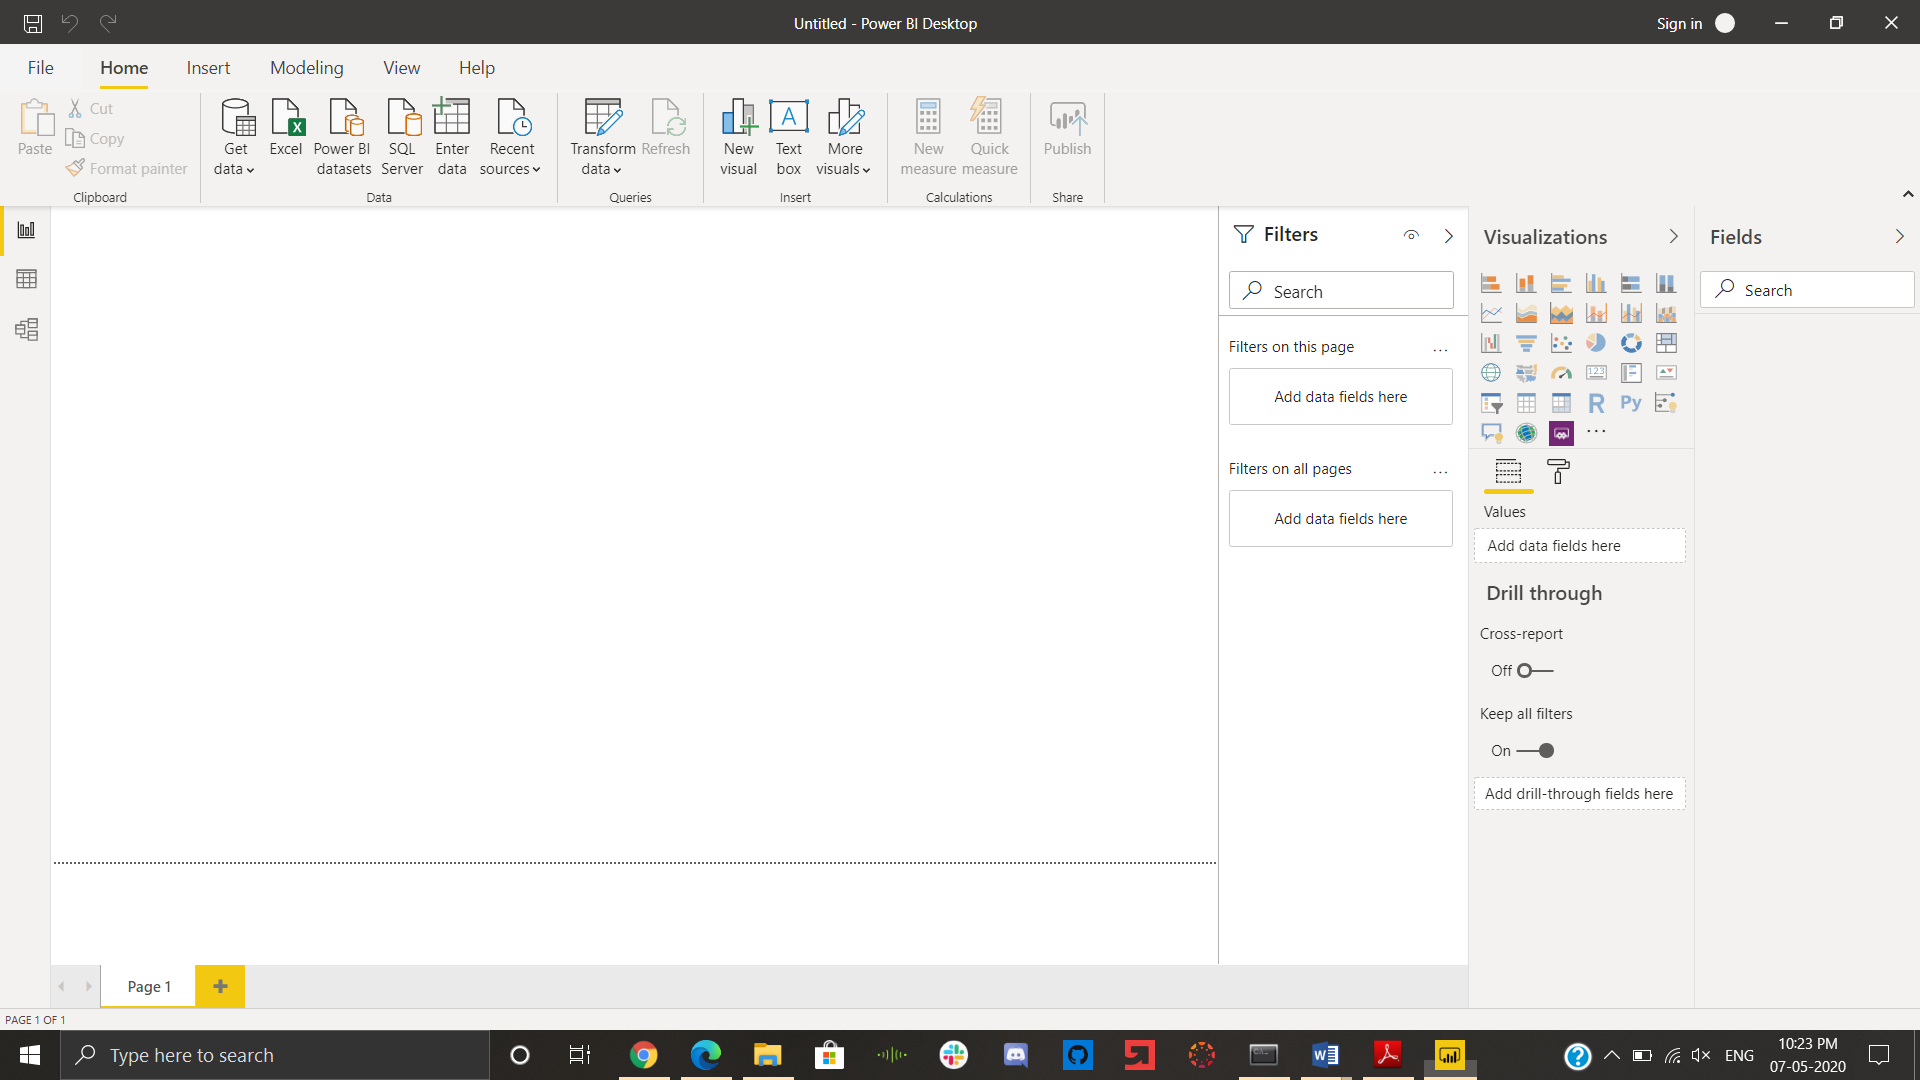 Untitled - Power BI Desktop
Sign in
File
Home
Insert
Modeling
View
Help
Paste
Cut
Copy
Format painter
Clipboard
Get data
Excel
Power BI datasets
SQL Server
Enter data
Recent sources
Data
Transform data
Refresh
Queries
New visual
Text box
More visuals
Insert
New measure
Quick measure
Calculations
Publish
Share
Filters
Search
Filters on this page
...
Add data fields here
Filters on all pages
...
Add data fields here
Visualizations
123
R
Py
...
Values
Add data fields here
Drill through
Cross-report
Off
Keep all filters
On
Add drill-through fields here
Fields
Search
Page 1
PAGE 1 OF 1
Type here to search
ENG
10:23 PM
07-05-2020